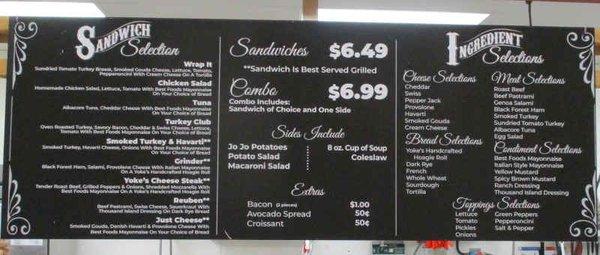 Sandwich
Selection
Wrap It
Sundried Tomato Turkey Breast, Smoked Gouda Cheese, Lettuce, Tomato,
Pepperoncini With Cream Cheese On A Tortilla
Chicken Salad
Homemade Chicken Salad, Lettuce, Tomato With Best Foods Mayonnaise
On Your Choice of Bread
Tuna
Albacore Tuna, Cheddar Cheese With Best Foods Mayonnaise
On Your Choice of Bread
Turkey Club
Oven Roasted Turkey, Savory Bacon, Cheddar & Swiss Cheese, Lettuce,
Tomato With Best Foods Mayonnaise On Your Choice of Bread
Smoked Turkey & Havarti**
Smoked Turkey, Havarti Cheese, Onions With Best Foods Mayonnaise
On Your Choice of Bread
Grinder**
Black Forest Ham, Salami, Provolone Cheese With Italian Mayonnaise
On A Yoke's Handcrafted Hoagie Roll
Yoke's Cheese Steak**
Tender Roast Beef, Grilled Peppers & Onions, Shredded Mozzarella With
Best Foods Mayonnaise On A Yoke's Handcrafted Hoagie Roll
Reuben**
Beef Pastrami, Swiss Cheese, Sauerkraut With
Thousand Island Dressing On Dark Rye Bread
Just Cheese**
Smoked Gouda, Danish Havarti & Provolone Cheese With
Best Foods Mayonnaise On Your Choice of Bread
Sandwiches $6.49
**Sandwich Is Best Served Grilled
Combo $6.99
Combo Includes:
Sandwich of Choice and One Side
Sides Include
Jo Jo Potatoes
Potato Salad
Macaroni Salad
8 oz. Cup of Soup
Coleslaw
Extras
Bacon (2 pieces) $1.00
Avocado Spread 50¢
Croissant 50¢
Ingredient
Selections
Cheese Selections
Cheddar
Swiss
Pepper Jack
Provolone
Havarti
Smoked Gouda
Cream Cheese
Bread Selections
Yoke's Handcrafted
Hoagie Roll
Dark Rye
French
Whole Wheat
Sourdough
Tortilla
Meat Selections
Roast Beef
Beef Pastrami
Genoa Salami
Black Forest Ham
Smoked Turkey
Sundried Tomato Turkey
Oven Roasted Turkey
Albacore Tuna
Egg Salad
Condiment Selections
Best Foods Mayonnaise
Italian Style Mayonnaise
Yellow Mustard
Spicy Brown Mustard
Ranch Dressing
Thousand Island Dressing
Toppings Selections
Lettuce
Tomato
Pickles
Onions
Green Peppers
Pepperoncini
Salt & Pepper